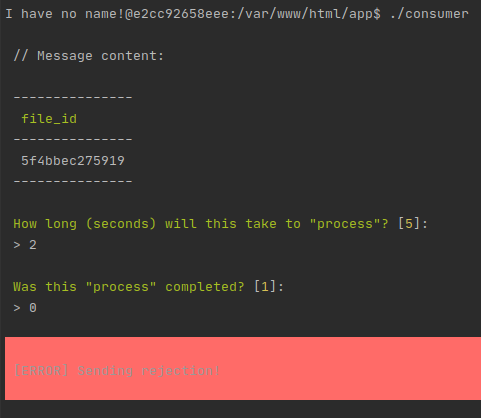 I have no name!@e2cc92658eee:/var/www/html/app$ ./consumer
// Message content:
---------------
file_id
---------------
5f4bbec275919
---------------
How long (seconds) will this take to "process"? [5]:
> 2
Was this "process" completed? [1]:
> 0
[ERROR] Sending rejection!